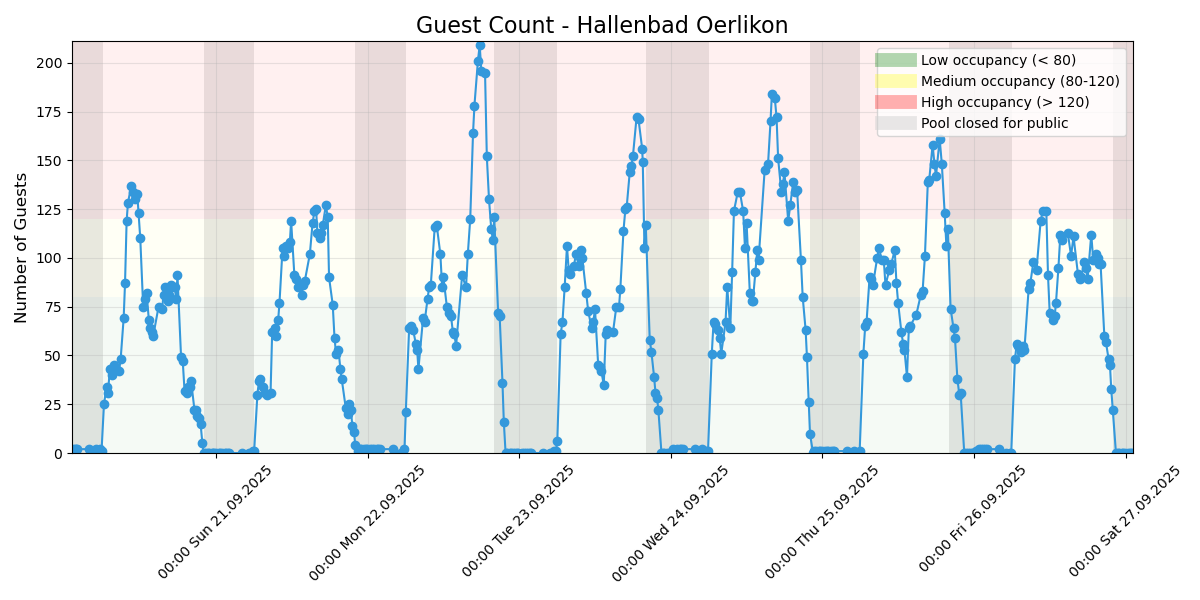 Guest Count - Hallenbad Oerlikon
Number of Guests
200
175
150
125
100
75
50
25
0
Low occupancy (< 80)
Medium occupancy (80-120)
High occupancy (> 120)
Pool closed for public
00:00 Sun 21.09.2025
00:00 Mon 22.09.2025
00:00 Tue 23.09.2025
00:00 Wed 24.09.2025
00:00 Thu 25.09.2025
00:00 Fri 26.09.2025
00:00 Sat 27.09.2025